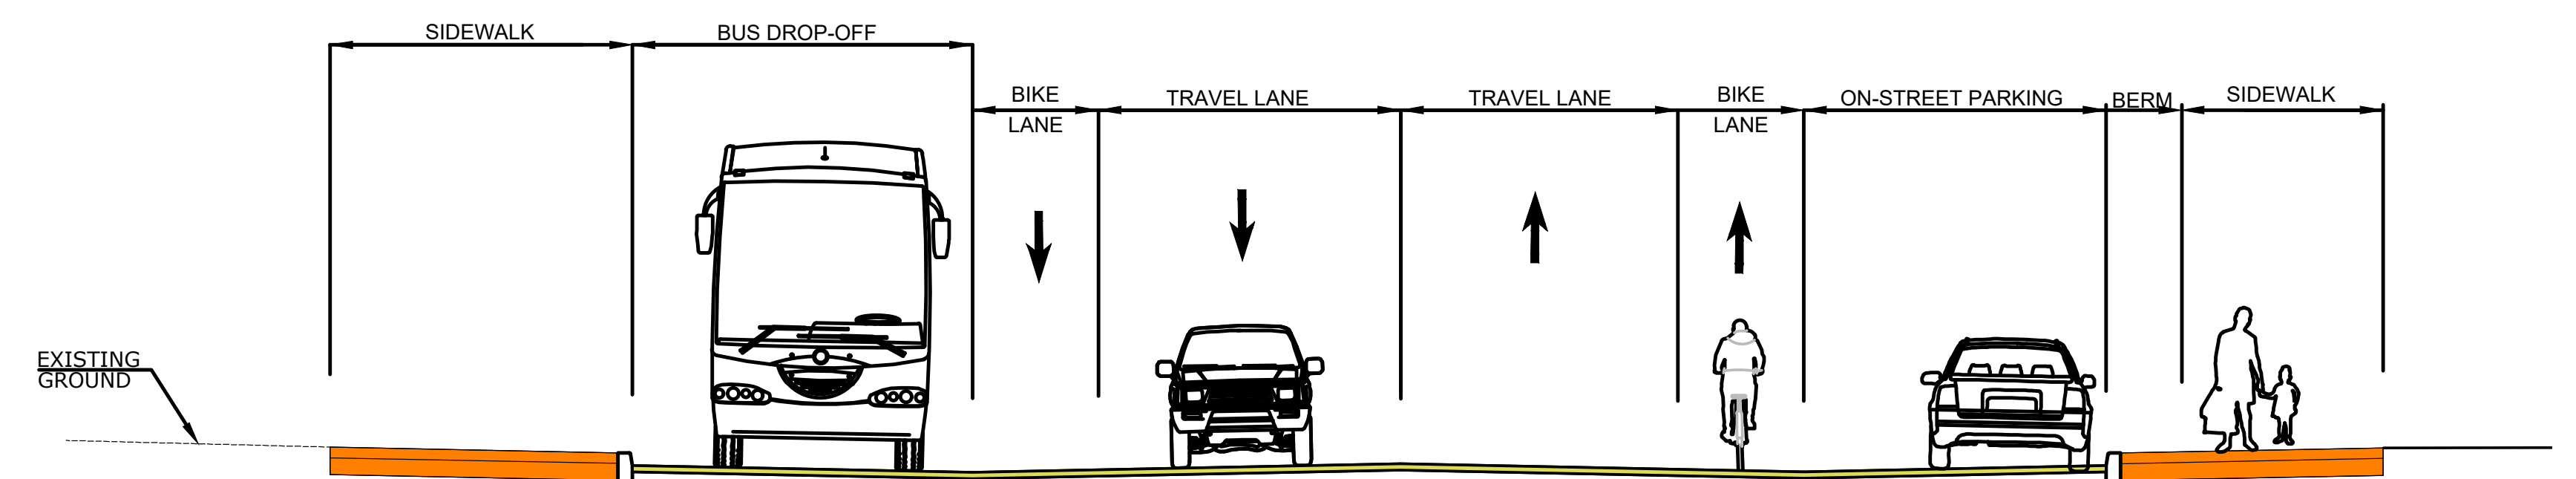 SIDEWALK
BUS DROP-OFF
BIKE
LANE
TRAVEL LANE
TRAVEL LANE
BIKE
LANE
ON-STREET PARKING
BERM
SIDEWALK
EXISTING
GROUND